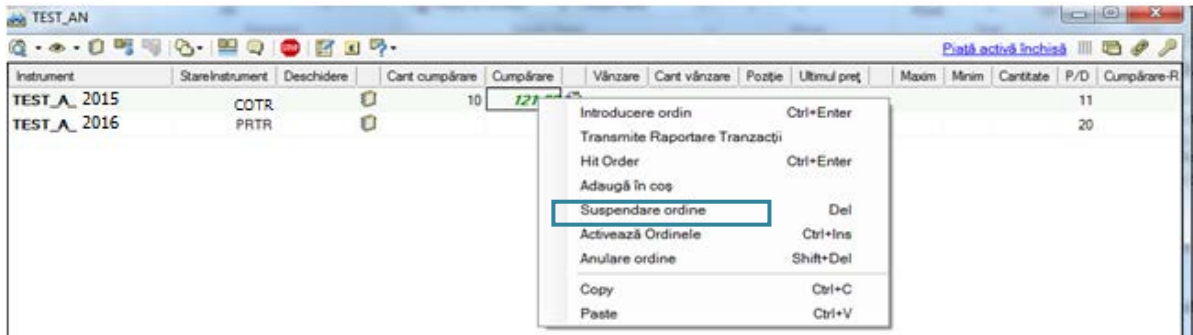 TEST_AN
Piață activă închisă
Instrument StareInstrument Deschidere Cant cumpărare Cumpărare Vânzare Cant vânzare Poziție Ultimul preț Maxim Minim Cantitate P/D Cumpărare-R
TEST_A_ 2015 COTR 10 11
TEST_A_ 2016 PRTR 20
Introducere ordin Ctrl+Enter
Transmite Raportare Tranzacții
Hit Order Ctrl+Enter
Adaugă în coș
Suspendare ordine Del
Activează Ordinele Ctrl+Ins
Anulare ordine Shift+Del
Copy Ctrl+C
Paste Ctrl+V